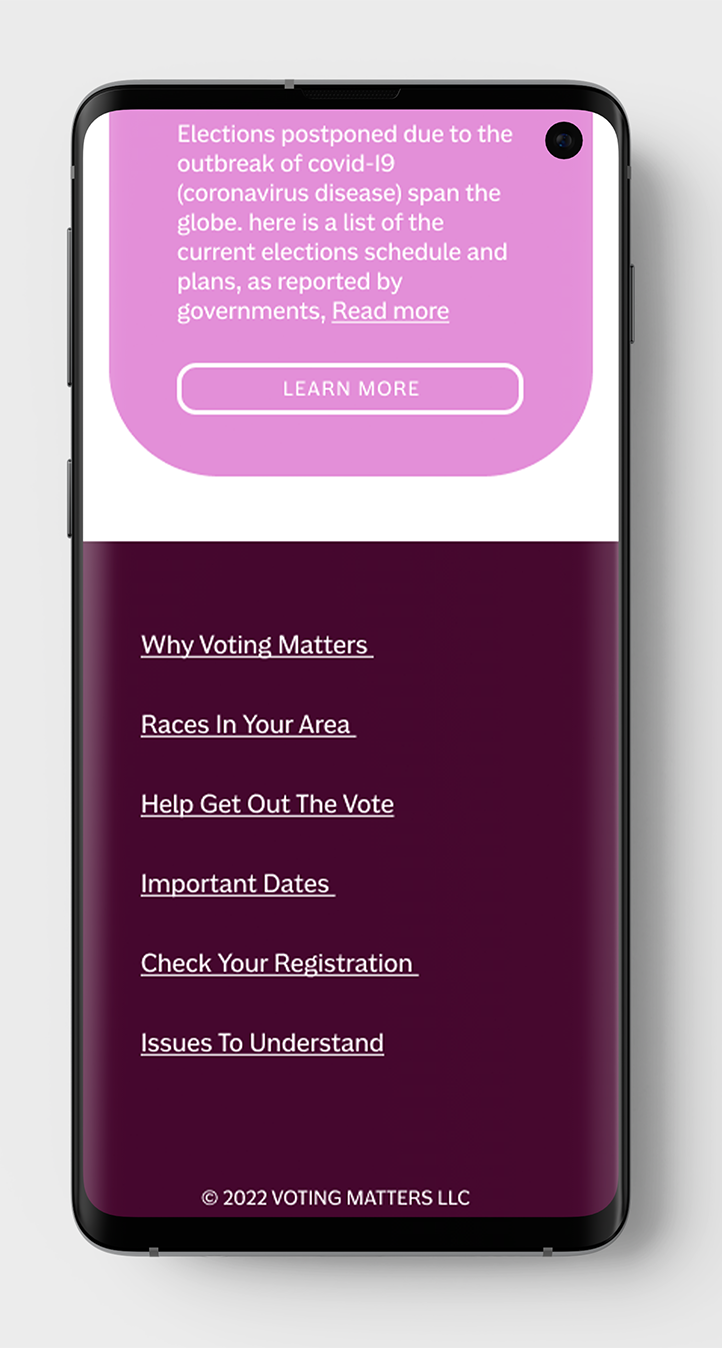 Elections postponed due to the
outbreak of covid-19
(coronavirus disease) span the
globe. here is a list of the
current elections schedule and
plans, as reported by
governments, Read more
LEARN MORE
Why Voting Matters
Races In Your Area
Help Get Out The Vote
Important Dates
Check Your Registration
Issues To Understand
© 2022 VOTING MATTERS LLC